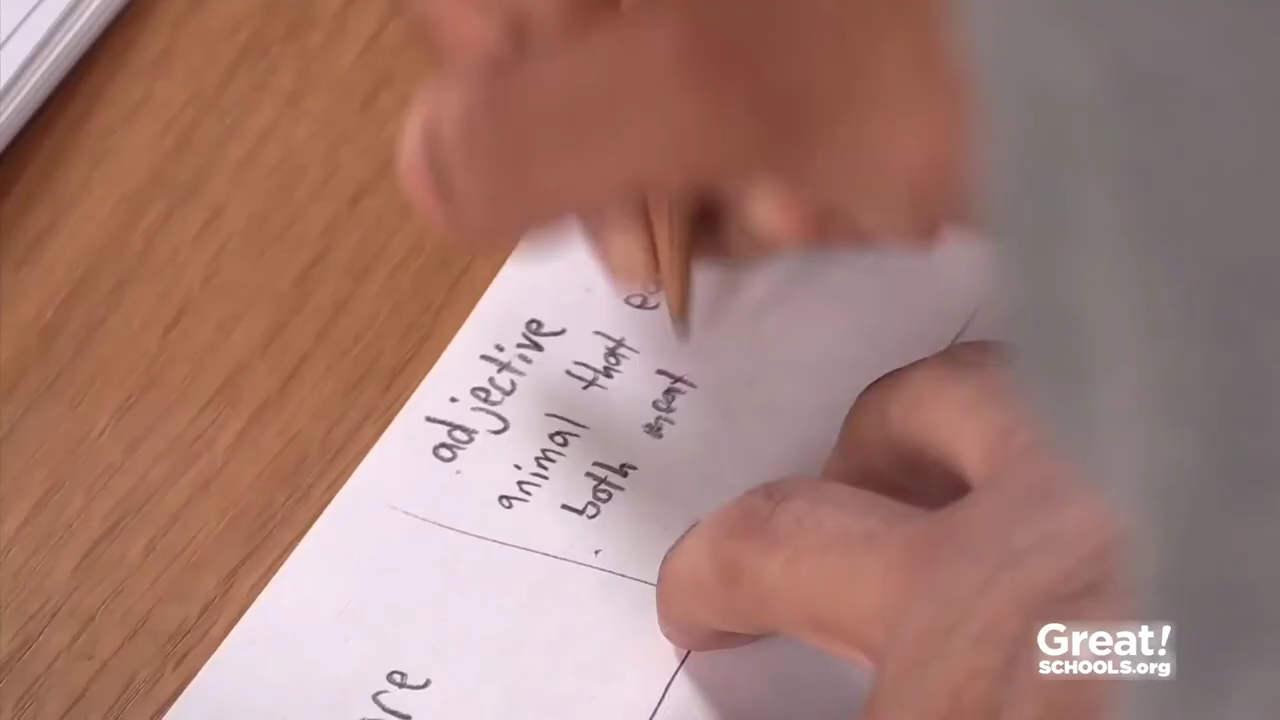 adjective
animal that
both meat
re
Great!
SCHOOLS.org